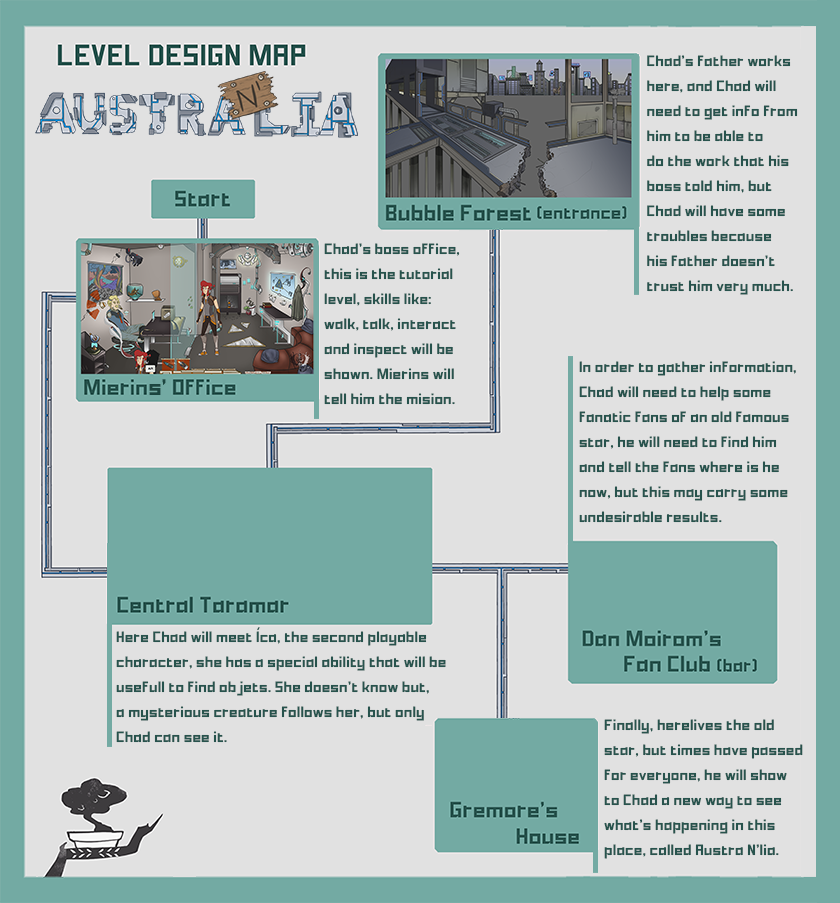 LEVEL DESIGN MAP
AUSTRA N' LIA
Start
Mierins' Office
Chad's boss office,
this is the tutorial
level, skills like:
walk, talk, interact
and inspect will be
shown. Mierins will
tell him the mision.
Bubble Forest (entrance)
Chad's father works
here, and Chad will
need to get info from
him to be able to
do the work that his
boss told him, but
Chad will have some
troubles because
his father doesn't
trust him very much.
In order to gather information,
Chad will need to help some
fanatic fans of an old famous
star, he will need to find him
and tell the fans where is he
now, but this may carry some
undesirable results.
Dan Moiram's
Fan Club (bar)
Central Taramar
Here Chad will meet Íca, the second playable
character, she has a special ability that will be
usefull to find objets. She doesn't know but,
a mysterious creature follows her, but only
Chad can see it.
Gremore's
House
Finally, herelives the old
star, but times have passed
for everyone, he will show
to Chad a new way to see
what's happening in this
place, called Austra N'lia.